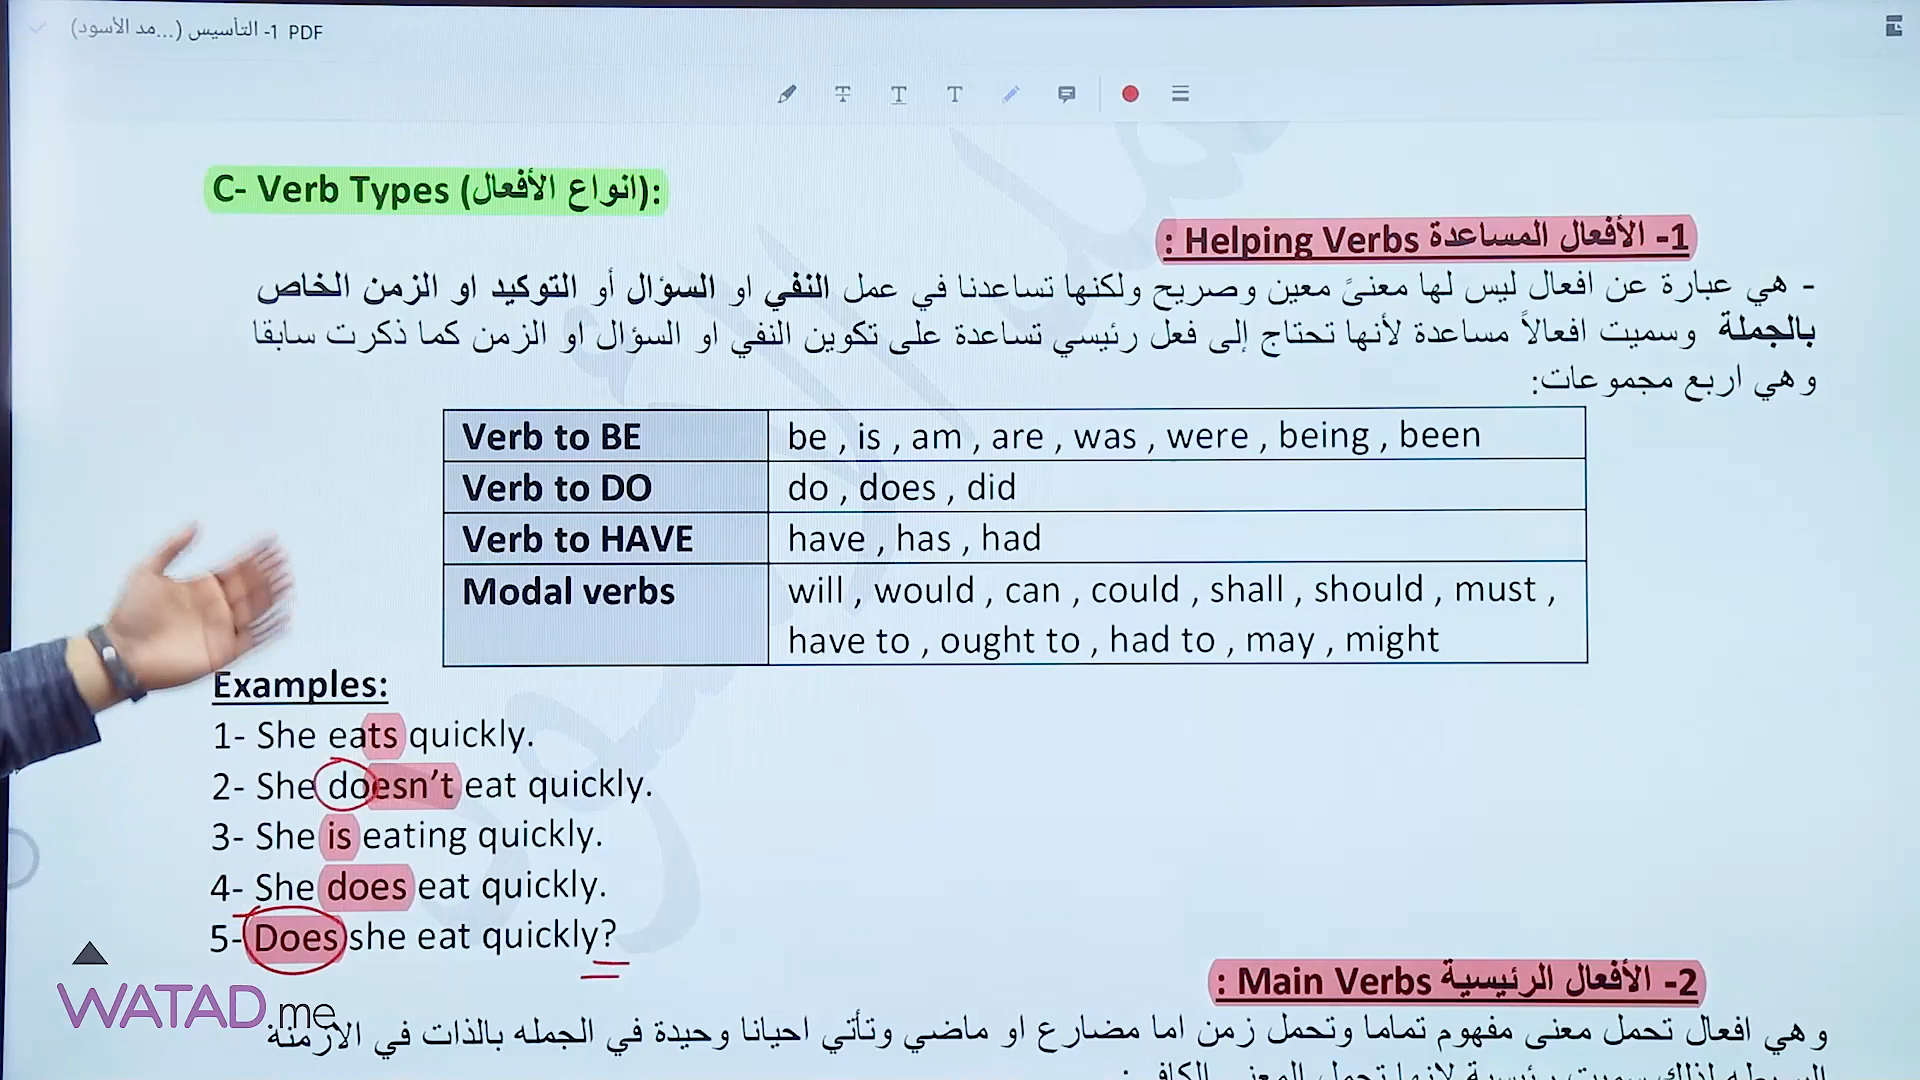 1- التأسيس (...مد الأسود) PDF
C- Verb Types (انواع الأفعال):
1- الأفعال المساعدة Helping Verbs :
- هي عبارة عن افعال ليس لها معنىً معين وصريح ولكنها تساعدنا في عمل النفي او السؤال أو التوكيد او الزمن الخاص
بالجملة وسميت افعالاً مساعدة لأنها تحتاج إلى فعل رئيسي تساعدة على تكوين النفي او السؤال او الزمن كما ذكرت سابقا
وهي اربع مجموعات:
Verb to BE be , is , am , are , was , were , being , been
Verb to DO do , does , did
Verb to HAVE have , has , had
Modal verbs will , would , can , could , shall , should , must ,
have to , ought to , had to , may , might
Examples:
1- She eats quickly.
2- She doesn't eat quickly.
3- She is eating quickly.
4- She does eat quickly.
5- Does she eat quickly?
2- الأفعال الرئيسية Main Verbs :
WATAD.me
وهي افعال تحمل معنى مفهوم تماما وتحمل زمن اما مضارع او ماضي وتأتي احيانا وحيدة في الجمله بالذات في الازمنة